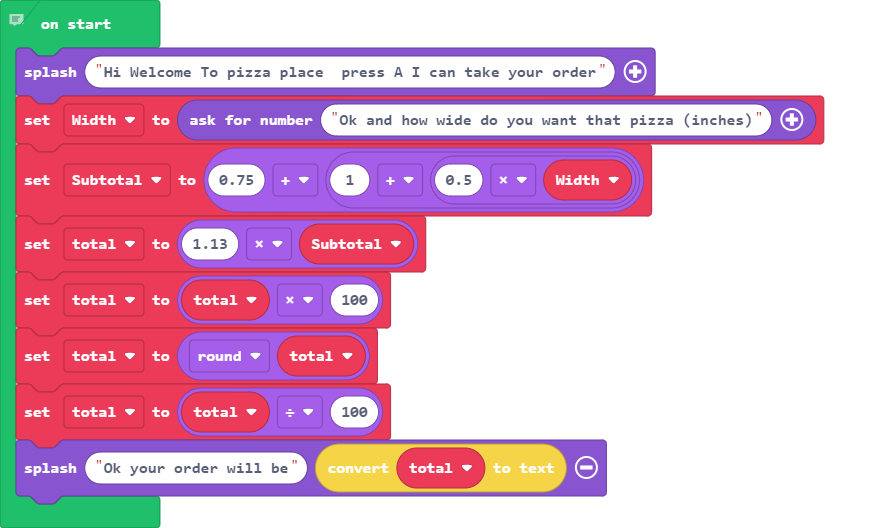 on start
splash "Hi Welcome To pizza place  press A I can take your order"
set Width to ask for number "Ok and how wide do you want that pizza (inches)"
set Subtotal to 0.75 + 1 + 0.5 × Width
set total to 1.13 × Subtotal
set total to total × 100
set total to round total
set total to total ÷ 100
splash "Ok your order will be" convert total to text